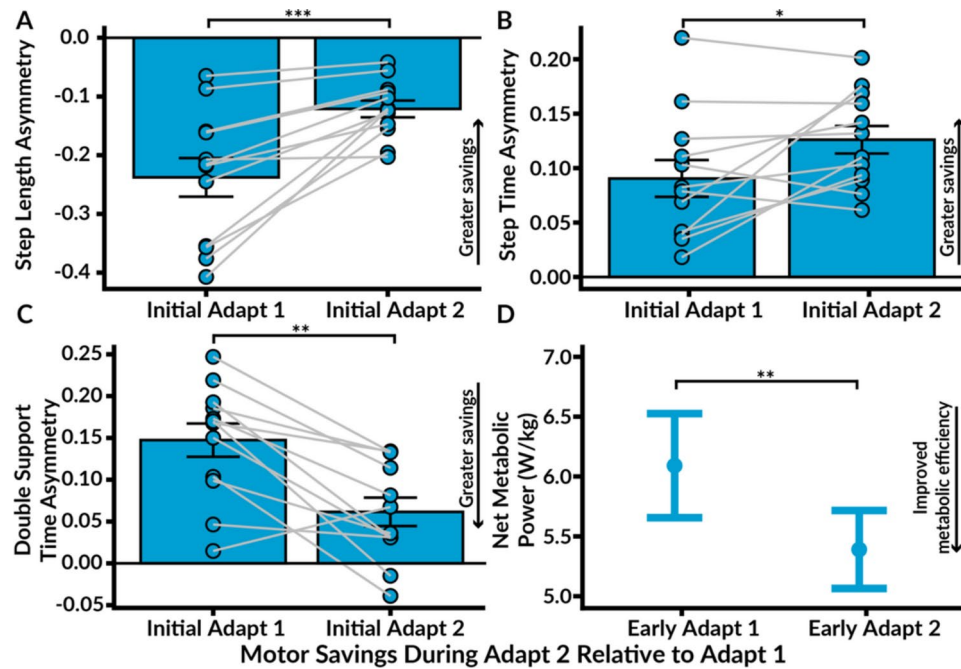 A
***
Step Length Asymmetry
0.0
-0.1
-0.2
-0.3
-0.4
Greater savings
Initial Adapt 1
Initial Adapt 2
B
*
Step Time Asymmetry
0.20
0.15
0.10
0.05
0.00
Greater savings
Initial Adapt 1
Initial Adapt 2
C
**
Double Support
Time Asymmetry
0.25
0.20
0.15
0.10
0.05
0.00
-0.05
Greater savings
Initial Adapt 1
Initial Adapt 2
D
**
Net Metabolic
Power (W/kg)
7.0
6.5
6.0
5.5
5.0
Improved
metabolic efficiency
Early Adapt 1
Early Adapt 2
Motor Savings During Adapt 2 Relative to Adapt 1